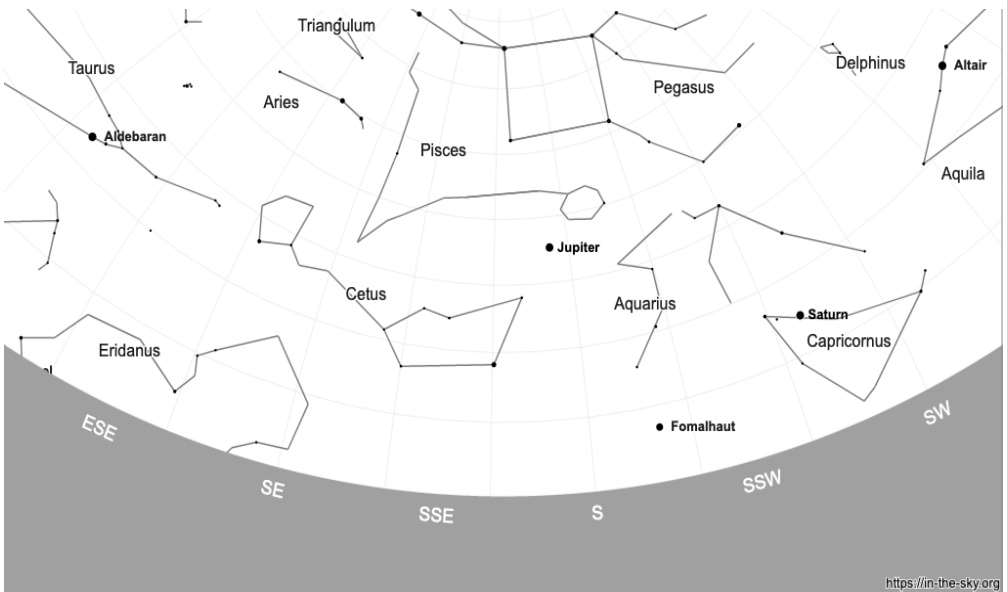 Triangulum
Taurus
Delphinus
Altair
Pegasus
Aries
Aldebaran
Pisces
Aquila
Jupiter
Cetus
Aquarius
Saturn
Capricornus
Eridanus
Fomalhaut
ESE
SE
SSE
S
SSW
SW
https://in-the-sky.org